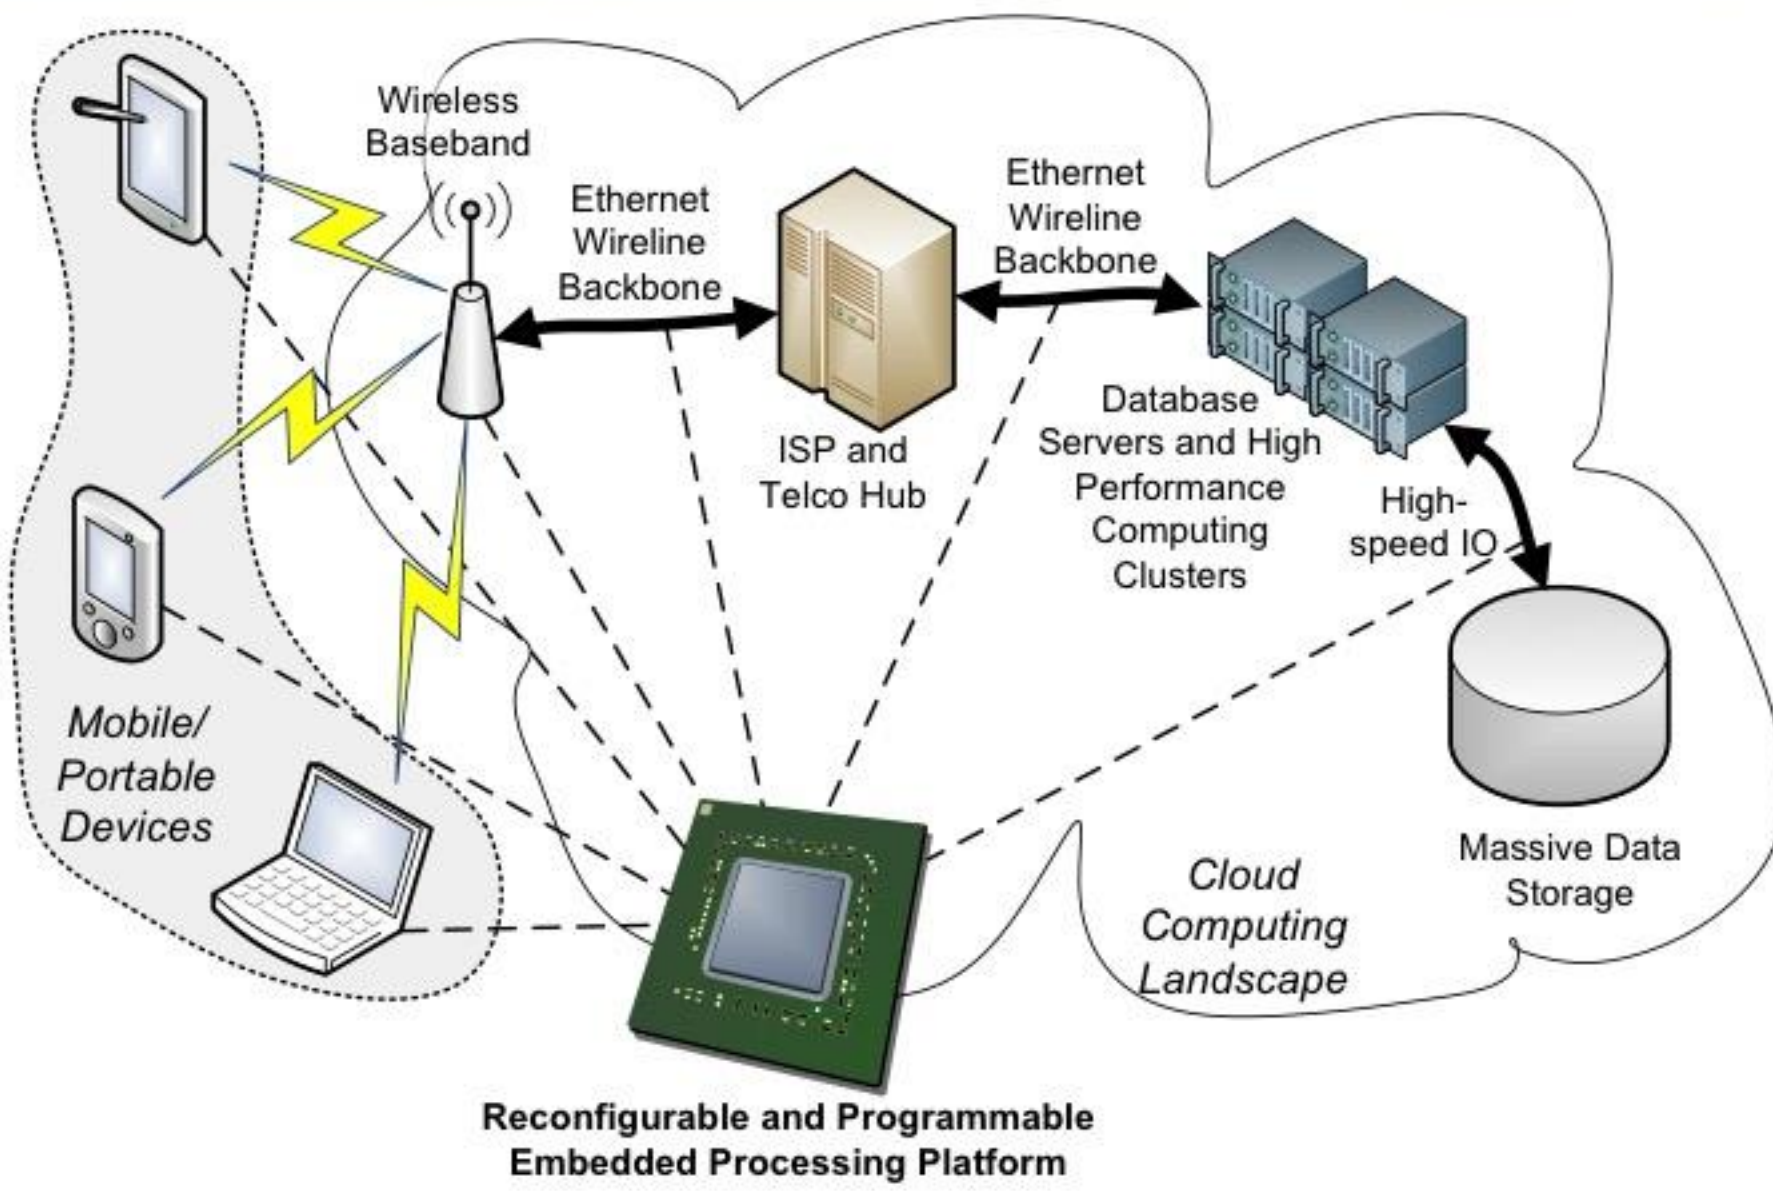 Wireless
Baseband
Ethernet
Wireline
Backbone
Ethernet
Wireline
Backbone
ISP and
Telco Hub
Database
Servers and High
Performance
Computing
Clusters
High-
speed IO
Mobile/
Portable
Devices
Massive Data
Storage
Cloud
Computing
Landscape
Reconfigurable and Programmable
Embedded Processing Platform